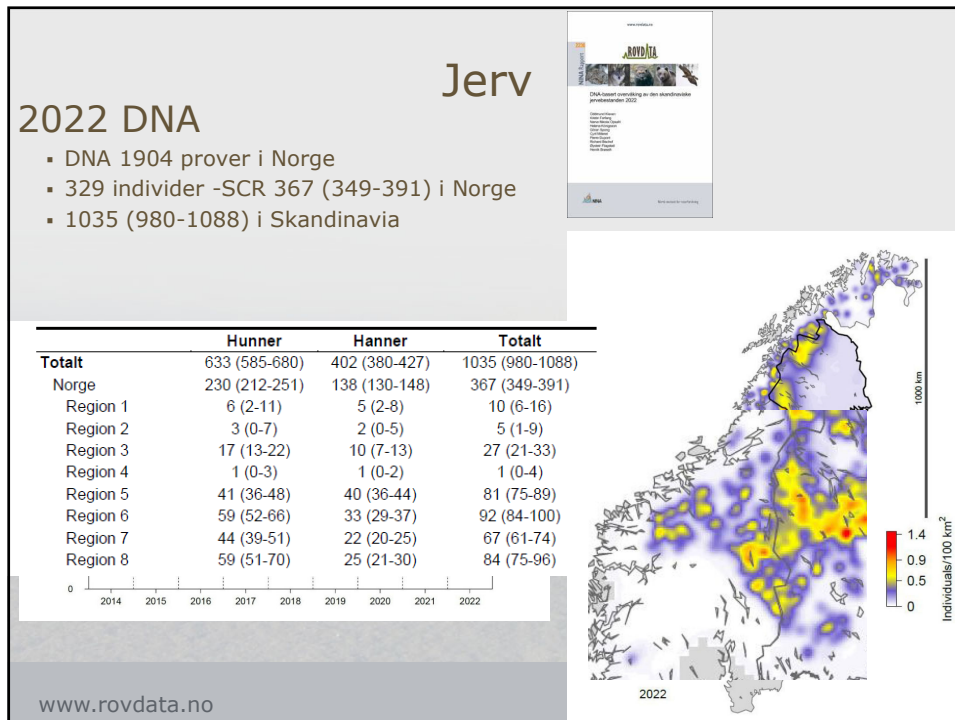 Jerv
2022 DNA
▪ DNA 1904 prover i Norge
▪ 329 individer -SCR 367 (349-391) i Norge
▪ 1035 (980-1088) i Skandinavia
www.rovdata.no
ROVDATA
NINA Rapport
DNA-basert overvåking av den skandinaviske
jervebestanden 2022
NINA
Hunner Hanner Totalt
Totalt 633 (585-680) 402 (380-427) 1035 (980-1088)
Norge 230 (212-251) 138 (130-148) 367 (349-391)
Region 1 6 (2-11) 5 (2-8) 10 (6-16)
Region 2 3 (0-7) 2 (0-5) 5 (1-9)
Region 3 17 (13-22) 10 (7-13) 27 (21-33)
Region 4 1 (0-3) 1 (0-2) 1 (0-4)
Region 5 41 (36-48) 40 (36-44) 81 (75-89)
Region 6 59 (52-66) 33 (29-37) 92 (84-100)
Region 7 44 (39-51) 22 (20-25) 67 (61-74)
Region 8 59 (51-70) 25 (21-30) 84 (75-96)
0
2014 2015 2016 2017 2018 2019 2020 2021 2022
1000 km
1.4
0.9
0.5
0
Individuals/100 km²
2022
www.rovdata.no